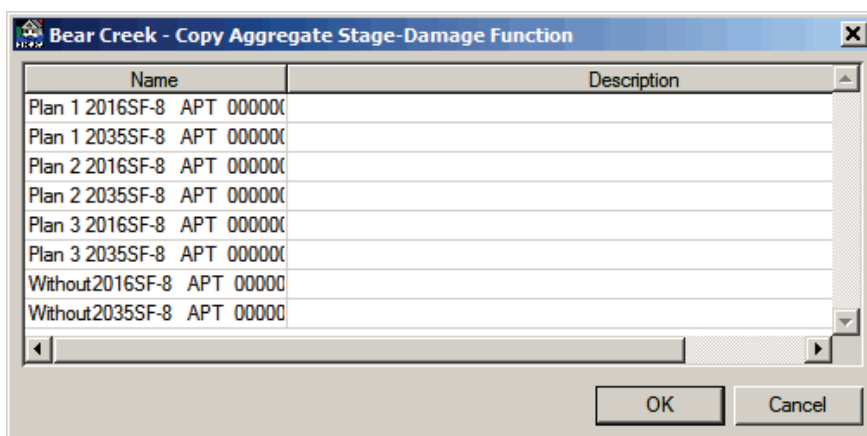 Bear Creek - Copy Aggregate Stage-Damage Function
Name Description
Plan 1 2016SF-8 APT 00000
Plan 1 2035SF-8 APT 00000
Plan 2 2016SF-8 APT 00000
Plan 2 2035SF-8 APT 00000
Plan 3 2016SF-8 APT 00000
Plan 3 2035SF-8 APT 00000
Without2016SF-8 APT 00000
Without2035SF-8 APT 00000
OK Cancel